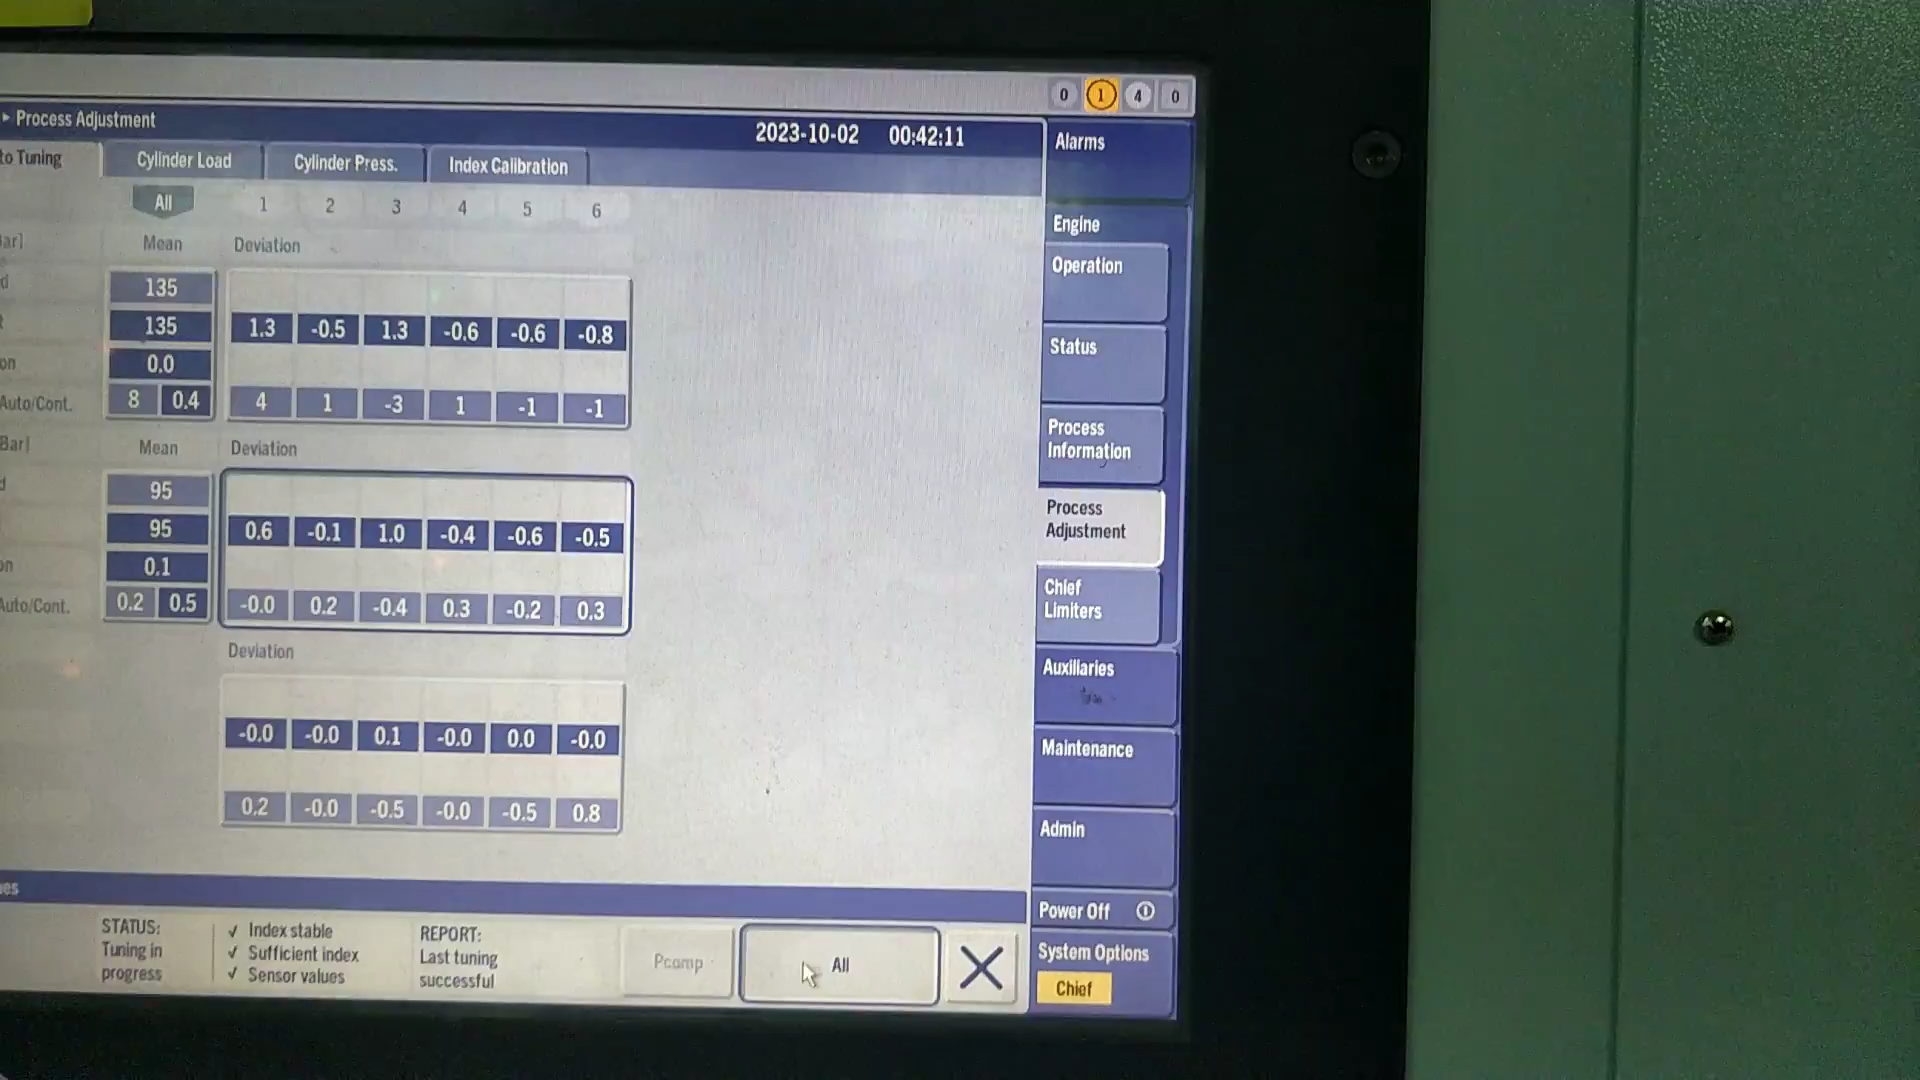 0 1 4 0
▸ Process Adjustment
2023-10-02 00:42:11
to Tuning
Cylinder Load
Cylinder Press.
Index Calibration
All 1 2 3 4 5 6
Bar]
Mean
Deviation
d
135
135
1.3 -0.5 1.3 -0.6 -0.6 -0.8
on
0.0
Auto/Cont.
8 0.4
4 1 -3 1 -1 -1
Bar]
Mean
Deviation
d
95
95
0.6 -0.1 1.0 -0.4 -0.6 -0.5
on
0.1
Auto/Cont.
0.2 0.5
-0.0 0.2 -0.4 0.3 -0.2 0.3
Deviation
-0.0 -0.0 0.1 -0.0 0.0 -0.0
0.2 -0.0 -0.5 -0.0 -0.5 0.8
es
STATUS:
Tuning in
progress
✓ Index stable
✓ Sufficient index
✓ Sensor values
REPORT:
Last tuning
successful
Pcomp
All
Alarms
Engine
Operation
Status
Process
Information
Process
Adjustment
Chief
Limiters
Auxiliaries
Maintenance
Admin
Power Off
System Options
Chief